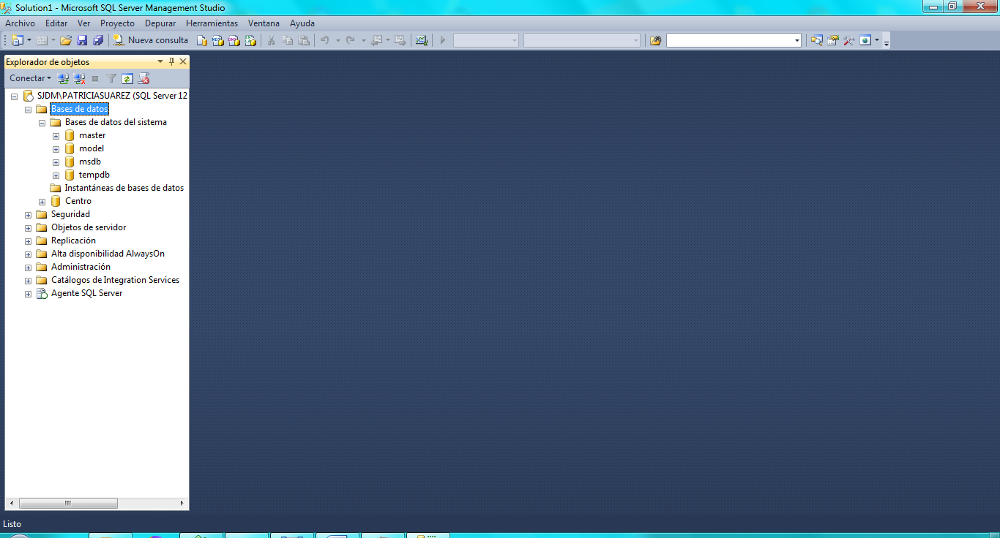 Solution1 - Microsoft SQL Server Management Studio
Archivo Editar Ver Proyecto Depurar Herramientas Ventana Ayuda
Nueva consulta
Explorador de objetos
Conectar
SJDM\PATRICIASUAREZ (SQL Server 12
Bases de datos
Bases de datos del sistema
master
model
msdb
tempdb
Instantáneas de bases de datos
Centro
Seguridad
Objetos de servidor
Replicación
Alta disponibilidad AlwaysOn
Administración
Catálogos de Integration Services
Agente SQL Server
Listo